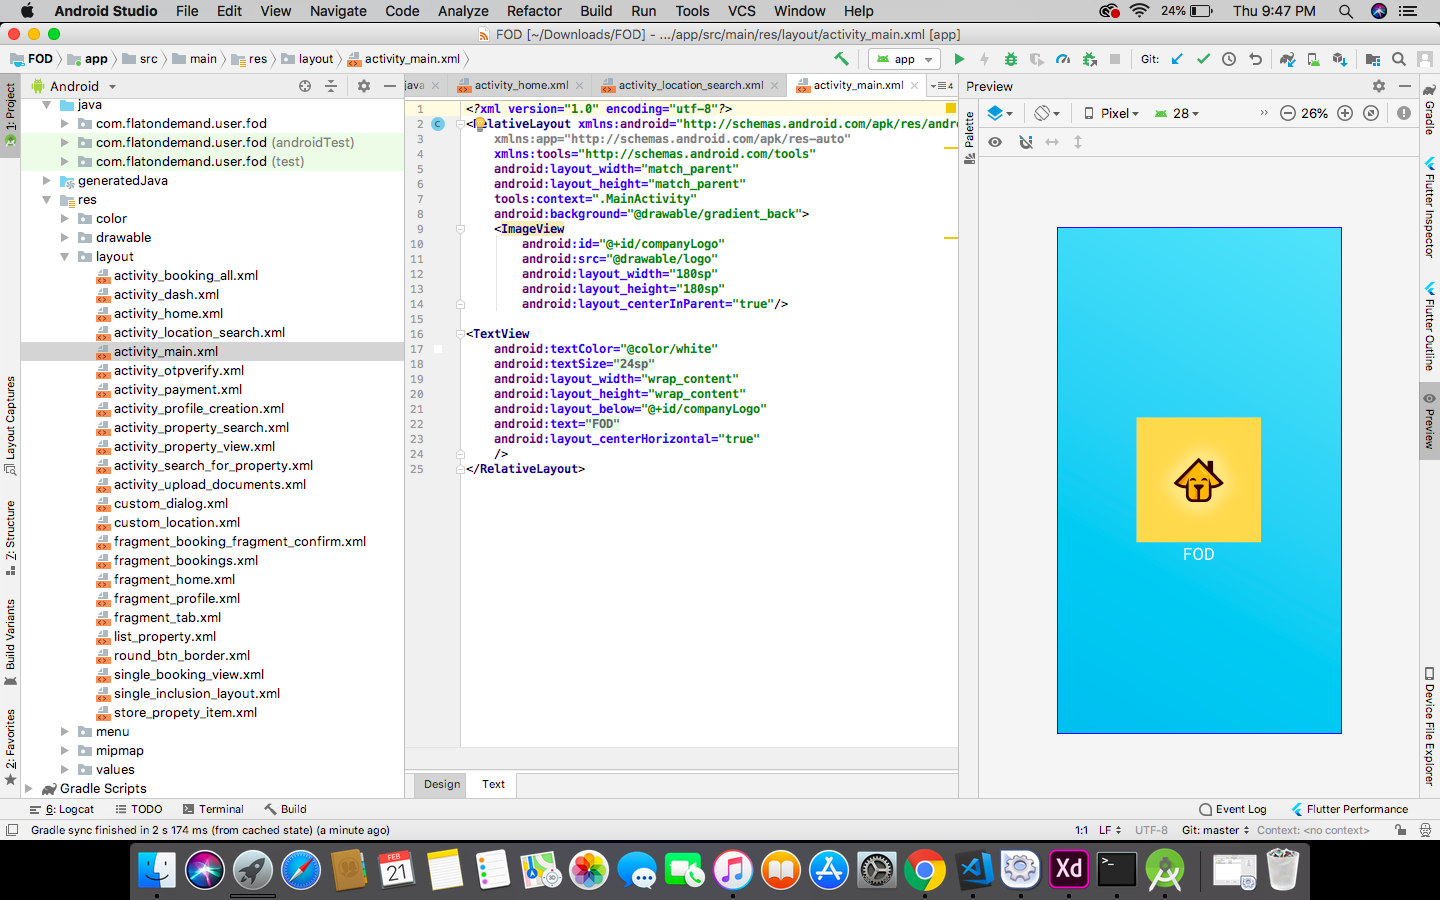 Android Studio File Edit View Navigate Code Analyze Refactor Build Run Tools VCS Window Help 24% Thu 9:47 PM
FOD [~/Downloads/FOD] - .../app/src/main/res/layout/activity_main.xml [app]
FOD app src main res layout activity_main.xml app Git:
Android
java activity_home.xml activity_location_search.xml activity_main.xml 4
Preview
Pixel 28 26%
1: Project
Layout Captures
7: Structure
Build Variants
2: Favorites
java
com.flatondemand.user.fod
com.flatondemand.user.fod (androidTest)
com.flatondemand.user.fod (test)
generatedJava
res
color
drawable
layout
activity_booking_all.xml
activity_dash.xml
activity_home.xml
activity_location_search.xml
activity_main.xml
activity_otpverify.xml
activity_payment.xml
activity_profile_creation.xml
activity_property_search.xml
activity_property_view.xml
activity_search_for_property.xml
activity_upload_documents.xml
custom_dialog.xml
custom_location.xml
fragment_booking_fragment_confirm.xml
fragment_bookings.xml
fragment_home.xml
fragment_profile.xml
fragment_tab.xml
list_property.xml
round_btn_border.xml
single_booking_view.xml
single_inclusion_layout.xml
store_propety_item.xml
menu
mipmap
values
Gradle Scripts
1 <?xml version="1.0" encoding="utf-8"?>
2 <RelativeLayout xmlns:android="http://schemas.android.com/apk/res/andro
3 xmlns:app="http://schemas.android.com/apk/res-auto"
4 xmlns:tools="http://schemas.android.com/tools"
5 android:layout_width="match_parent"
6 android:layout_height="match_parent"
7 tools:context=".MainActivity"
8 android:background="@drawable/gradient_back">
9 <ImageView
10 android:id="@+id/companyLogo"
11 android:src="@drawable/logo"
12 android:layout_width="180sp"
13 android:layout_height="180sp"
14 android:layout_centerInParent="true"/>
15
16 <TextView
17 android:textColor="@color/white"
18 android:textSize="24sp"
19 android:layout_width="wrap_content"
20 android:layout_height="wrap_content"
21 android:layout_below="@+id/companyLogo"
22 android:text="FOD"
23 android:layout_centerHorizontal="true"
24 />
25 </RelativeLayout>
Design Text
Palette
FOD
Gradle
Flutter Inspector
Flutter Outline
Preview
Device File Explorer
6: Logcat TODO Terminal Build Event Log Flutter Performance
Gradle sync finished in 2 s 174 ms (from cached state) (a minute ago) 1:1 LF UTF-8 Git: master Context: <no context>
FEB
21
Xd